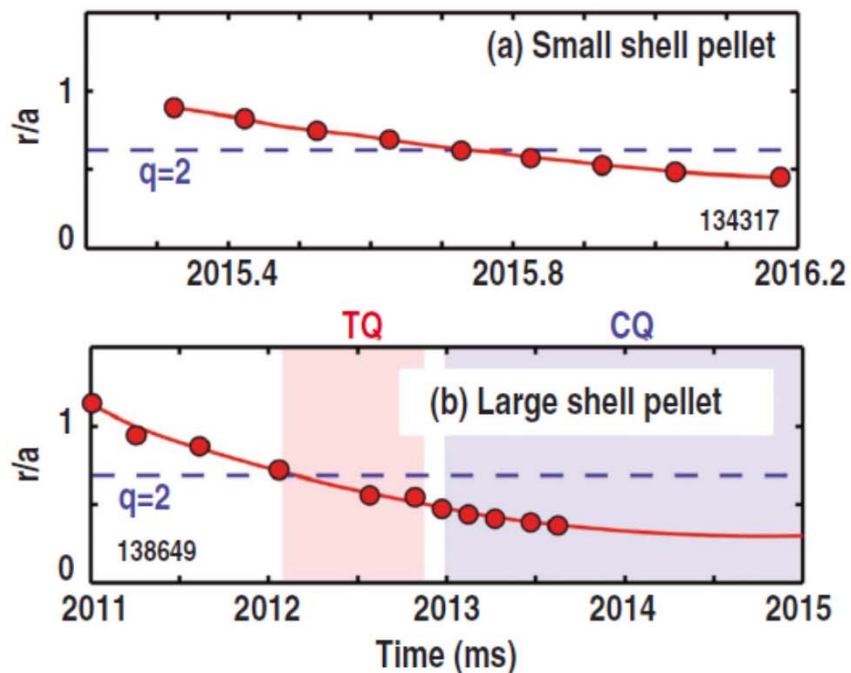 (a) Small shell pellet
1
r/a
q=2
134317
0
2015.4 2015.8 2016.2
TQ CQ
(b) Large shell pellet
1
r/a
q=2
138649
0
2011 2012 2013 2014 2015
Time (ms)